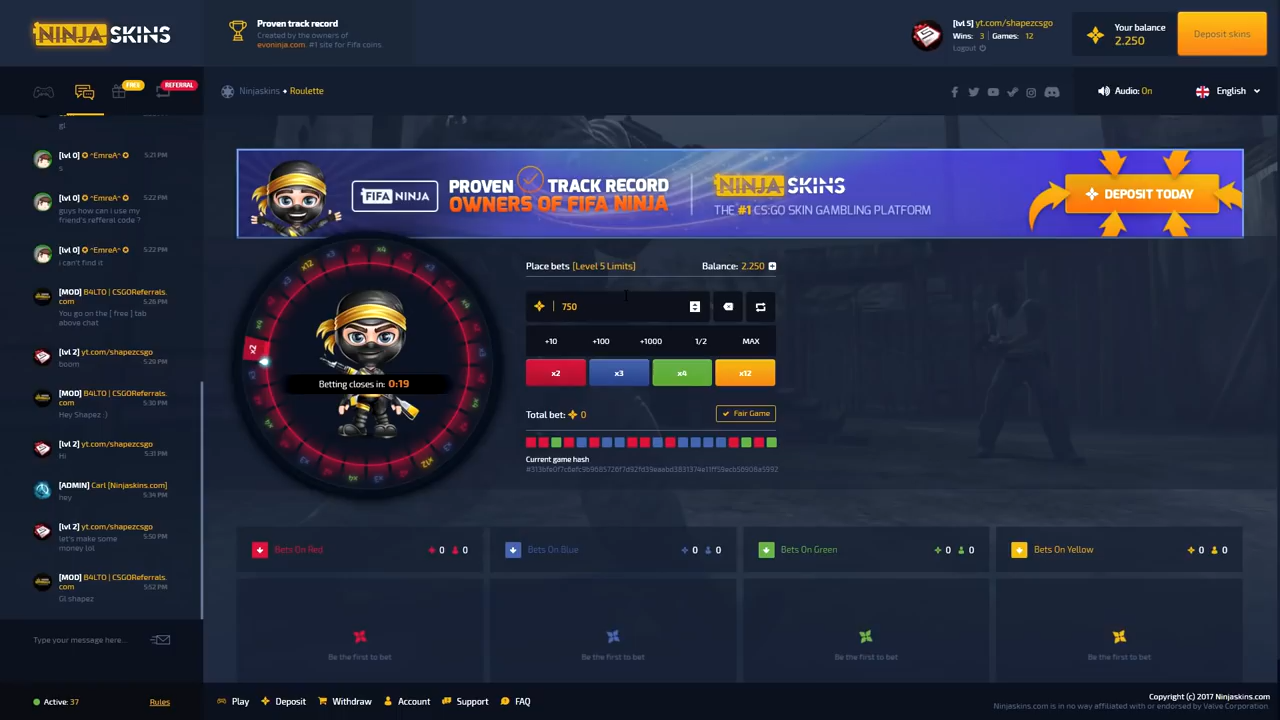 NINJASKINS
Proven track record
Created by the owners of
evoninja.com. #1 site for Fifa coins.
[lvl 5] yt.com/shapezcsgo
Wins: 3 | Games: 12
Logout
Your balance
2.250
Deposit skins
FREE
REFERRAL
Ninjaskins
Roulette
Audio: On
English
gl
[lvl 0] ^EmreA^ 5:21 PM
s
[lvl 0] ^EmreA^ 5:22 PM
guys how can i use my
friend's refferal code ?
[lvl 0] ^EmreA^ 5:22 PM
i can't find it
[MOD] B4LTO | CSGOReferrals.
com 5:26 PM
You go on the [ free ] tab
above chat
[lvl 2] yt.com/shapezcsgo
boom 5:29 PM
[MOD] B4LTO | CSGOReferrals.
com 5:30 PM
Hey Shapez :)
[lvl 2] yt.com/shapezcsgo
Hi 5:31 PM
[ADMIN] Carl [Ninjaskins.com]
hey 5:34 PM
[lvl 2] yt.com/shapezcsgo
let's make some 5:50 PM
money lol
[MOD] B4LTO | CSGOReferrals.
com 5:52 PM
Gl shapez
Type your message here...
Active: 37
Rules
FIFA NINJA
PROVEN TRACK RECORD
OWNERS OF FIFA NINJA
NINJASKINS
THE #1 CS:GO SKIN GAMBLING PLATFORM
DEPOSIT TODAY
x2
Betting closes in: 0:19
Place bets [Level 5 Limits]
Balance: 2.250
750
+10 +100 +1000 1/2 MAX
x2 x3 x4 x12
Total bet: 0
Fair Game
Current game hash
Bets On Red 0 0
Bets On Blue 0 0
Bets On Green 0 0
Bets On Yellow 0 0
Be the first to bet
Be the first to bet
Be the first to bet
Be the first to bet
Play Deposit Withdraw Account Support FAQ
Copyright (c) 2017 Ninjaskins.com
Ninjaskins.com is in no way affiliated with or endorsed by Valve Corporation.